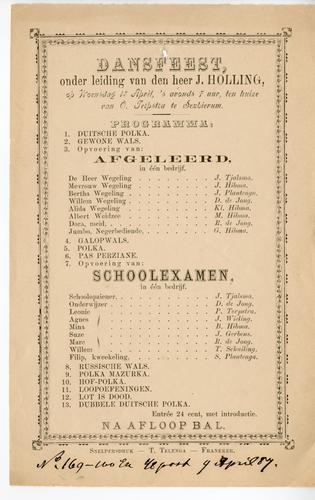 DANSFEEST,
onder leiding van den heer J. HOLLING,
op Woensdag 13 April, 's avonds 7 uur, ten huize
van O. Telpstra te Sexbierum.
PROGRAMMA:
1. DUITSCHE POLKA.
2. GEWONE WALS.
3. Opvoering van:
AFGELEERD,
in één bedrijf.
De Heer Wegeling J. Tjalsma.
Mevrouw Wegeling J. Hibma.
Bertha Wegeling J. Plantenga.
Willem Wegeling D. de Jong.
Alida Wegeling Kl. Hibma.
Albert Weidzee M. Hibma.
Dora, meid, R. de Jong.
Jumbo, Negerbediende, G. Hibma.
4. GALOPWALS.
5. POLKA.
6. PAS PERZIANE.
7. Opvoering van:
SCHOOLEXAMEN,
in één bedrijf.
Schoolopziener, J. Tjalsma.
Onderwijzer D. de Jong.
Leonie P. Terpstra.
Agnes J. Wieling.
Mina B. Hibma.
Suze J. Gerbens.
Marc R. de Jong.
Willem T. Scheiling.
Filip, kweekeling, S. Plantenga.
8. RUSSISCHE WALS.
9. POLKA MAZURKA.
10. HOF-POLKA.
11. LOOPOEFENINGEN.
12. LOT IS DOOD.
13. DUBBELE DUITSCHE POLKA.
Entrée 24 cent, met introductie.
NA AFLOOP BAL.
SNELPERSDRUK — T. TELENGA — FRANEKER.
No. 169 April 87.